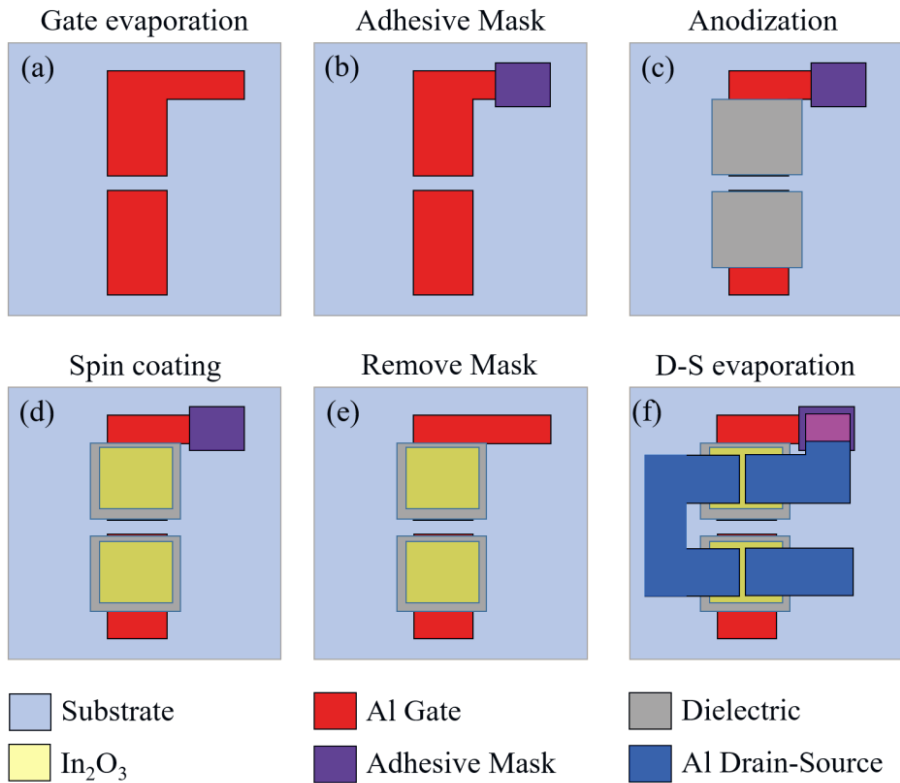 Gate evaporation
Adhesive Mask
Anodization
(a)
(b)
(c)
Spin coating
Remove Mask
D-S evaporation
(d)
(e)
(f)
Substrate
Al Gate
Dielectric
In₂O₃
Adhesive Mask
Al Drain-Source